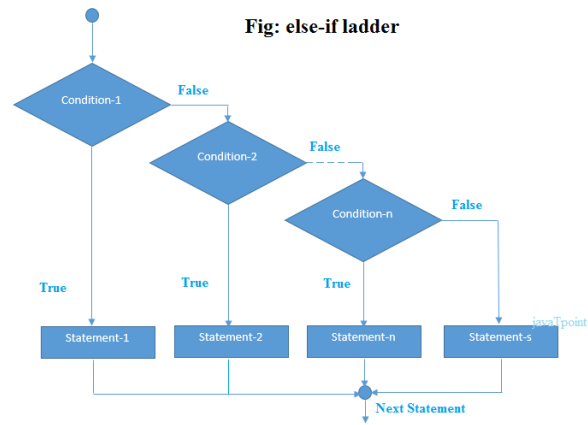 Fig: else-if ladder
Condition-1
False
Condition-2
False
Condition-n
False
True
True
True
Statement-1
Statement-2
Statement-n
Statement-s
javaTpoint
Next Statement